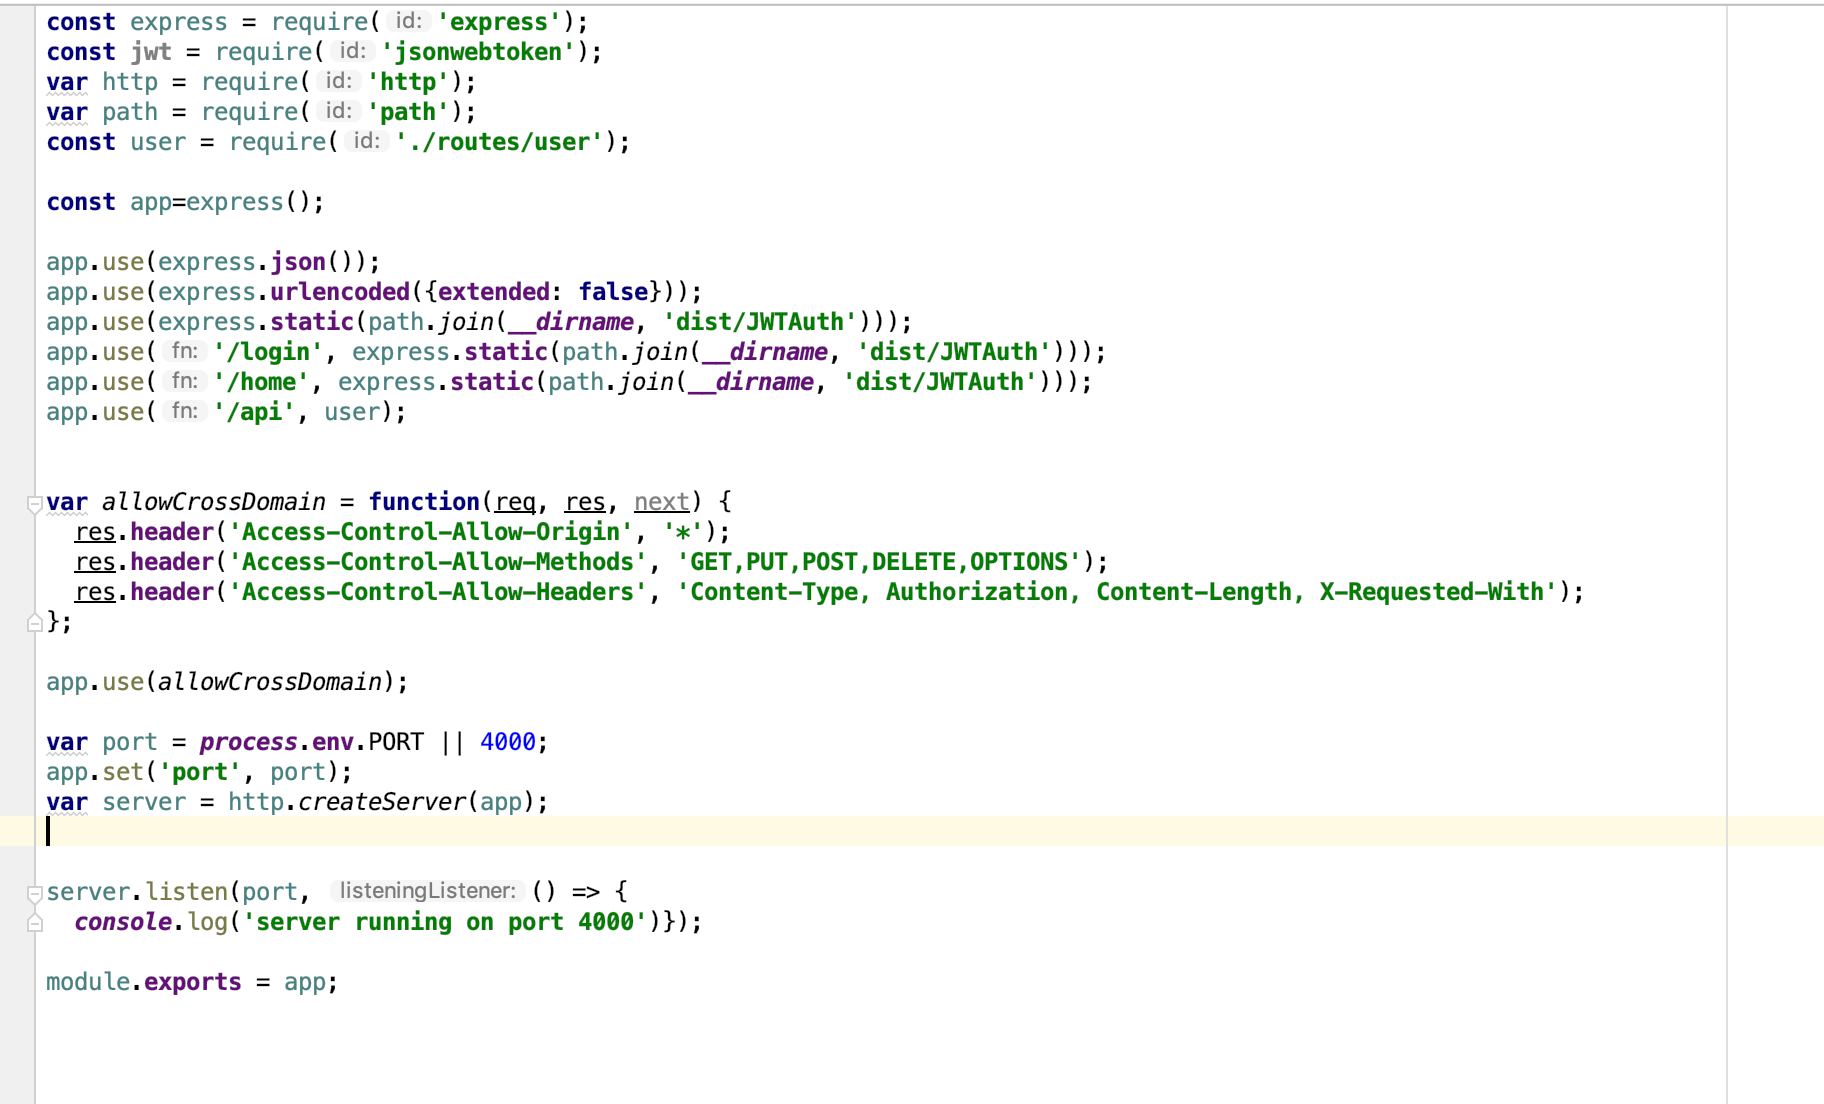 const express = require( id: 'express');
const jwt = require( id: 'jsonwebtoken');
var http = require( id: 'http');
var path = require( id: 'path');
const user = require( id: './routes/user');

const app=express();

app.use(express.json());
app.use(express.urlencoded({extended: false}));
app.use(express.static(path.join(__dirname, 'dist/JWTAuth')));
app.use( fn: '/login', express.static(path.join(__dirname, 'dist/JWTAuth')));
app.use( fn: '/home', express.static(path.join(__dirname, 'dist/JWTAuth')));
app.use( fn: '/api', user);

var allowCrossDomain = function(req, res, next) {
  res.header('Access-Control-Allow-Origin', '*');
  res.header('Access-Control-Allow-Methods', 'GET,PUT,POST,DELETE,OPTIONS');
  res.header('Access-Control-Allow-Headers', 'Content-Type, Authorization, Content-Length, X-Requested-With');
};

app.use(allowCrossDomain);

var port = process.env.PORT || 4000;
app.set('port', port);
var server = http.createServer(app);

server.listen(port, listeningListener: () => {
  console.log('server running on port 4000')});

module.exports = app;